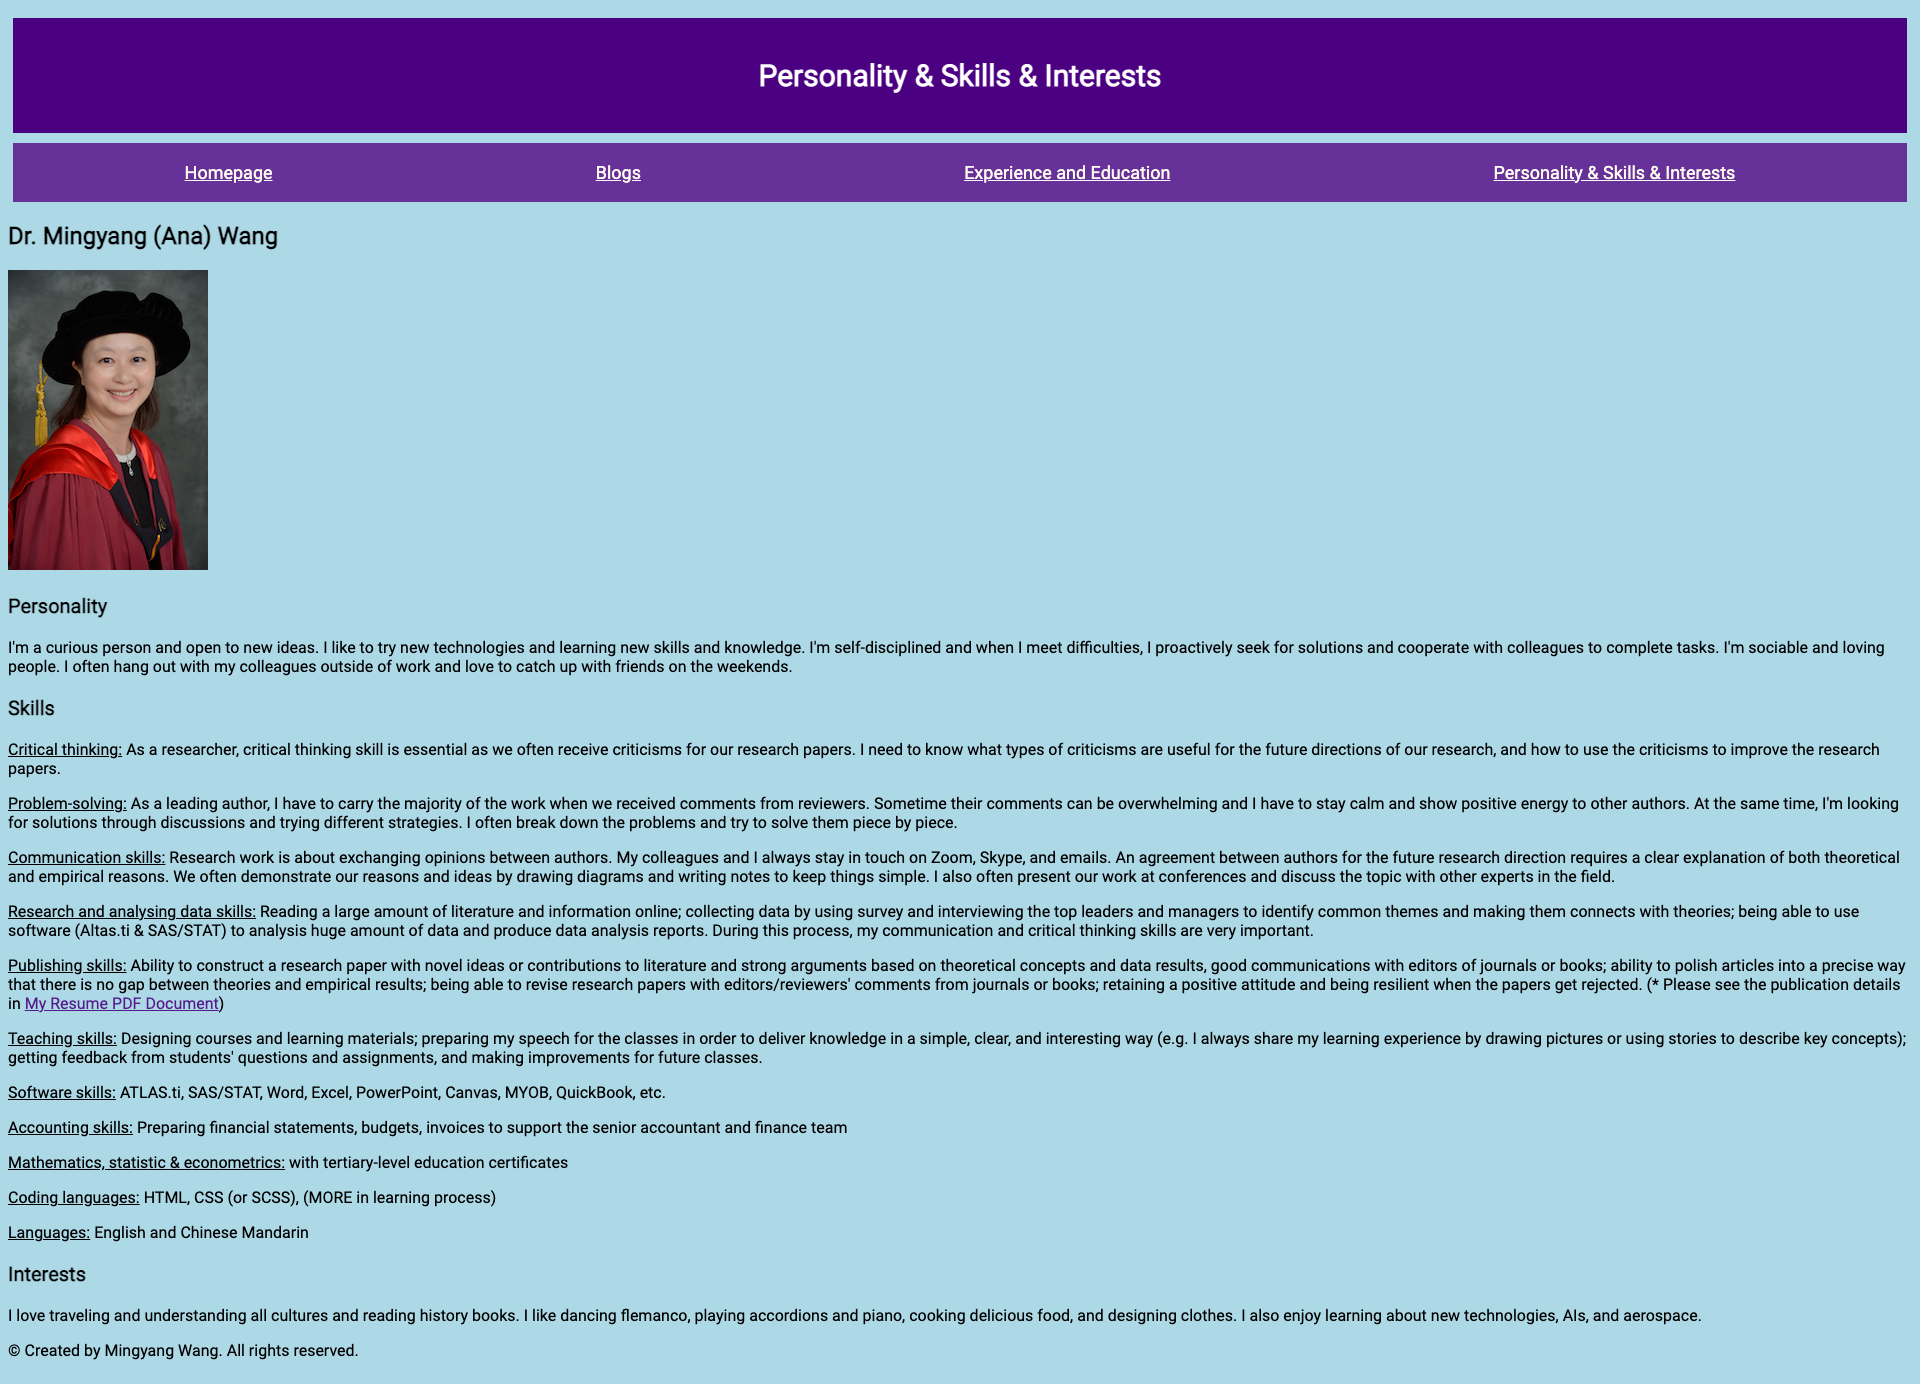 Personality & Skills & Interests
Homepage
Blogs
Experience and Education
Personality & Skills & Interests
Dr. Mingyang (Ana) Wang
Personality
I'm a curious person and open to new ideas. I like to try new technologies and learning new skills and knowledge. I'm self-disciplined and when I meet difficulties, I proactively seek for solutions and cooperate with colleagues to complete tasks. I'm sociable and loving
people. I often hang out with my colleagues outside of work and love to catch up with friends on the weekends.
Skills
Critical thinking: As a researcher, critical thinking skill is essential as we often receive criticisms for our research papers. I need to know what types of criticisms are useful for the future directions of our research, and how to use the criticisms to improve the research
papers.
Problem-solving: As a leading author, I have to carry the majority of the work when we received comments from reviewers. Sometime their comments can be overwhelming and I have to stay calm and show positive energy to other authors. At the same time, I'm looking
for solutions through discussions and trying different strategies. I often break down the problems and try to solve them piece by piece.
Communication skills: Research work is about exchanging opinions between authors. My colleagues and I always stay in touch on Zoom, Skype, and emails. An agreement between authors for the future research direction requires a clear explanation of both theoretical
and empirical reasons. We often demonstrate our reasons and ideas by drawing diagrams and writing notes to keep things simple. I also often present our work at conferences and discuss the topic with other experts in the field.
Research and analysing data skills: Reading a large amount of literature and information online; collecting data by using survey and interviewing the top leaders and managers to identify common themes and making them connects with theories; being able to use
software (Altas.ti & SAS/STAT) to analysis huge amount of data and produce data analysis reports. During this process, my communication and critical thinking skills are very important.
Publishing skills: Ability to construct a research paper with novel ideas or contributions to literature and strong arguments based on theoretical concepts and data results, good communications with editors of journals or books; ability to polish articles into a precise way
that there is no gap between theories and empirical results; being able to revise research papers with editors/reviewers' comments from journals or books; retaining a positive attitude and being resilient when the papers get rejected. (* Please see the publication details
in My Resume PDF Document)
Teaching skills: Designing courses and learning materials; preparing my speech for the classes in order to deliver knowledge in a simple, clear, and interesting way (e.g. I always share my learning experience by drawing pictures or using stories to describe key concepts);
getting feedback from students' questions and assignments, and making improvements for future classes.
Software skills: ATLAS.ti, SAS/STAT, Word, Excel, PowerPoint, Canvas, MYOB, QuickBook, etc.
Accounting skills: Preparing financial statements, budgets, invoices to support the senior accountant and finance team
Mathematics, statistic & econometrics: with tertiary-level education certificates
Coding languages: HTML, CSS (or SCSS), (MORE in learning process)
Languages: English and Chinese Mandarin
Interests
I love traveling and understanding all cultures and reading history books. I like dancing flemanco, playing accordions and piano, cooking delicious food, and designing clothes. I also enjoy learning about new technologies, AIs, and aerospace.
© Created by Mingyang Wang. All rights reserved.